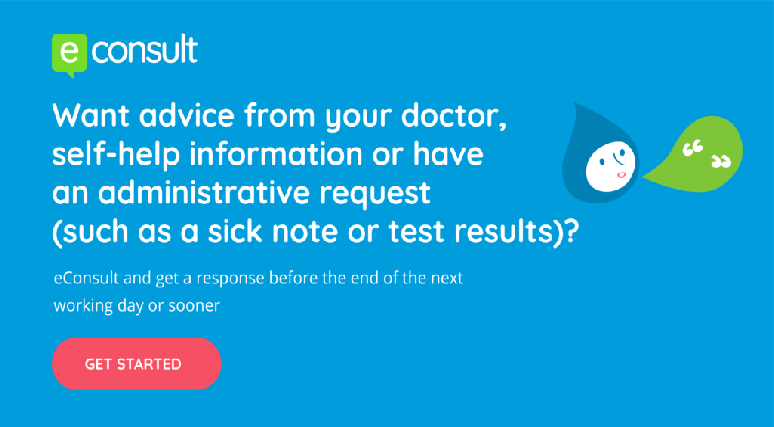 e consult
Want advice from your doctor,
self-help information or have
an administrative request
(such as a sick note or test results)?
eConsult and get a response before the end of the next
working day or sooner
GET STARTED